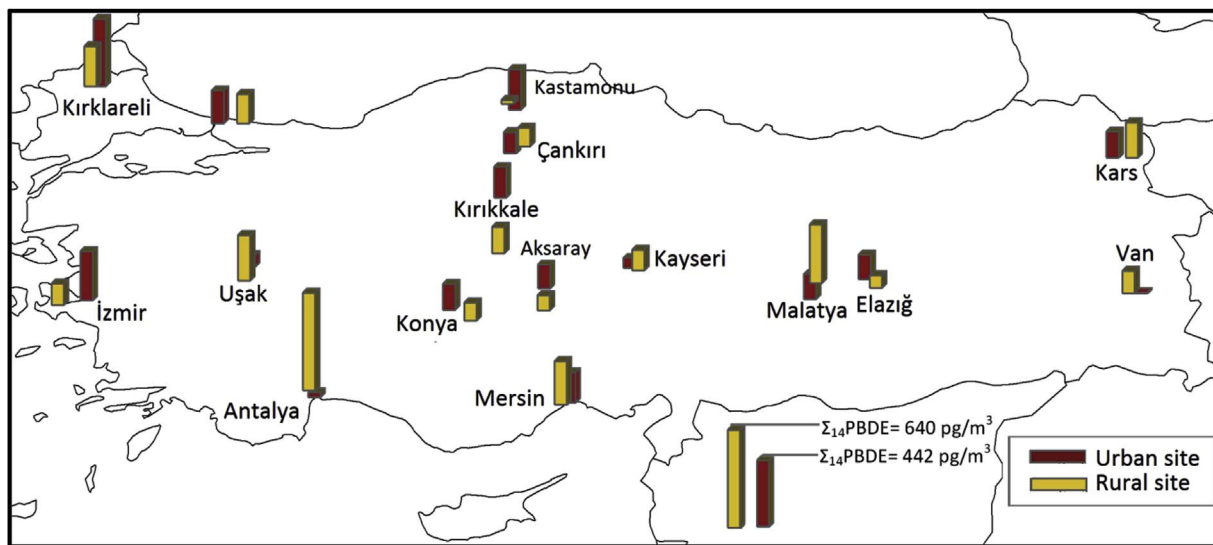 Kastamonu
Kırklareli
Çankırı
Kars
Kırıkkale
Aksaray
Kayseri
Van
Uşak
İzmir
Konya
Malatya
Elazığ
Mersin
Antalya
Σ₁₄PBDE= 640 pg/m³
Σ₁₄PBDE= 442 pg/m³
Urban site
Rural site